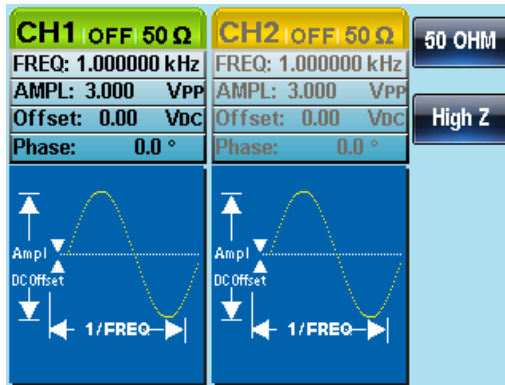 CH1 OFF 50 Ω
FREQ: 1.000000 kHz
AMPL: 3.000 VPP
Offset: 0.00 VDC
Phase: 0.0 °
Ampl
DC Offset
1/FREQ
CH2 OFF 50 Ω
FREQ: 1.000000 kHz
AMPL: 3.000 VPP
Offset: 0.00 VDC
Phase: 0.0 °
Ampl
DC Offset
1/FREQ
50 OHM
High Z